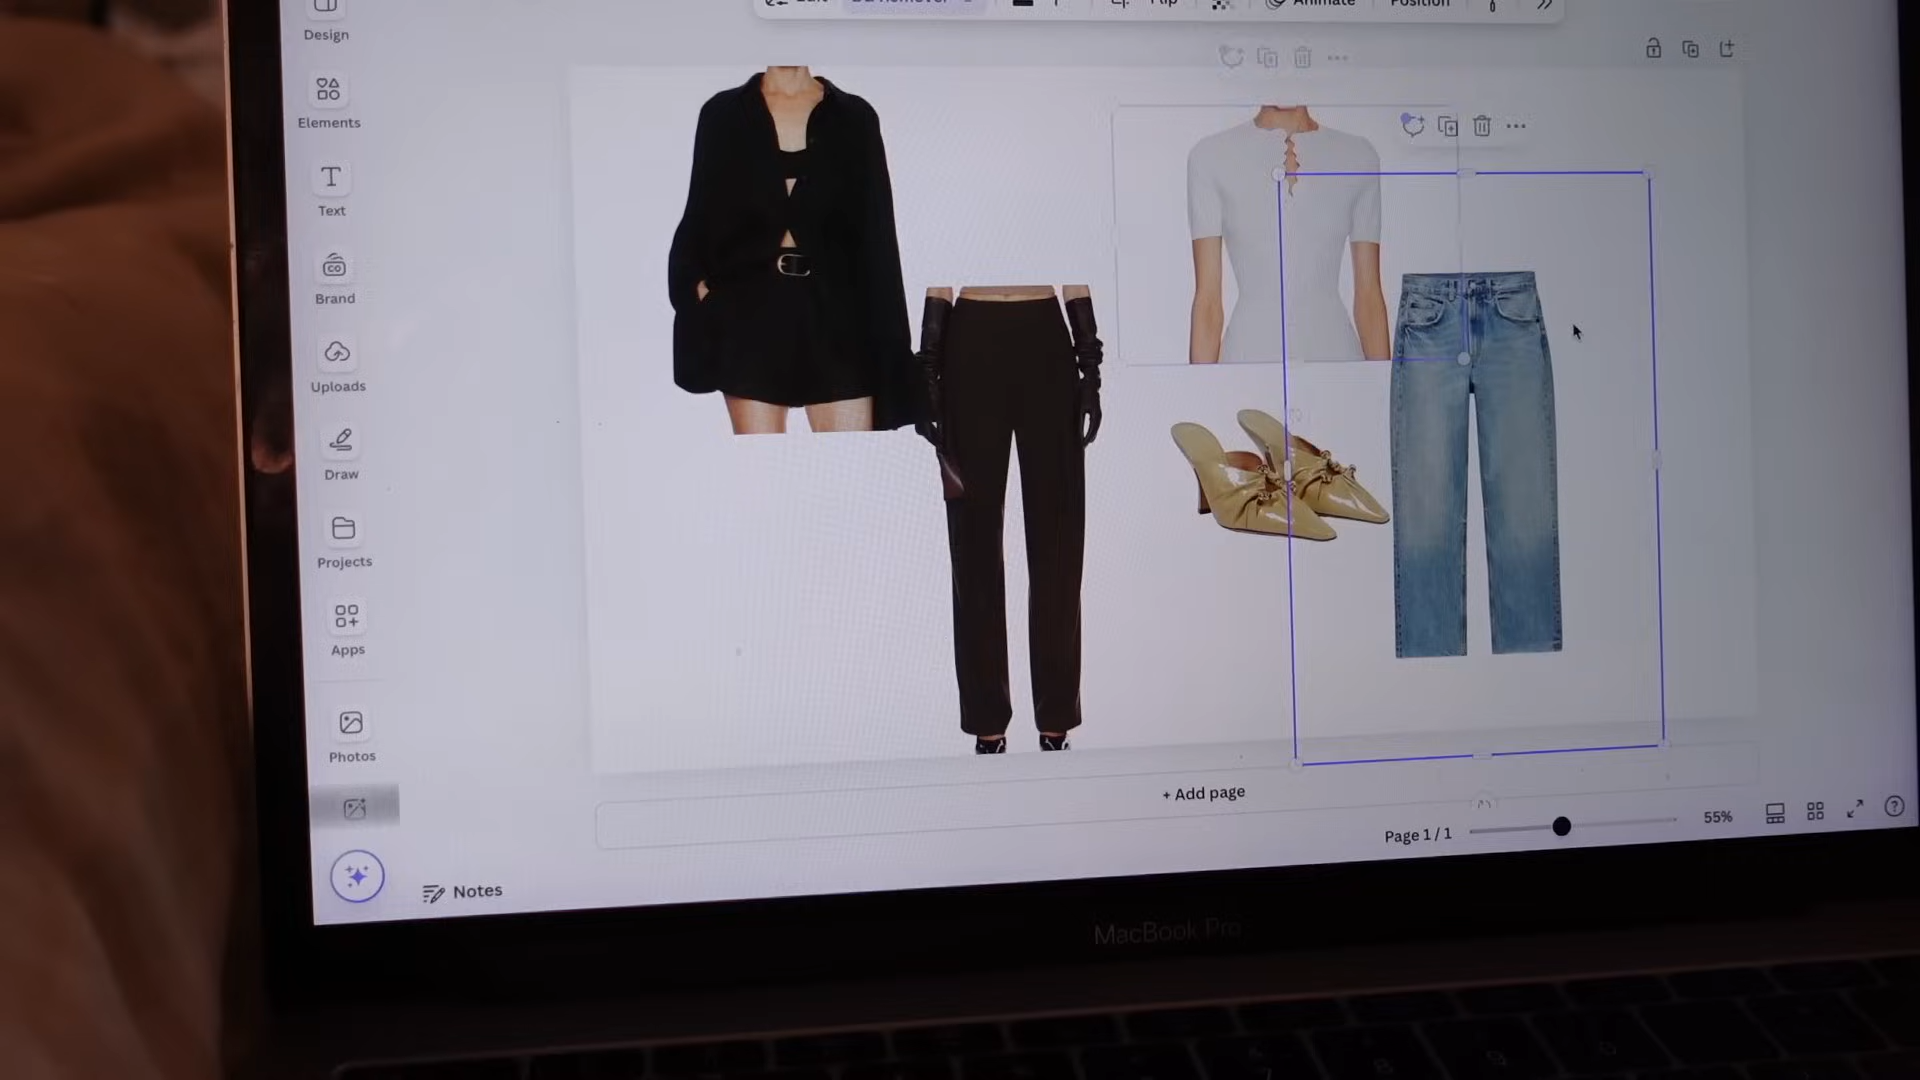 Design
Elements
Text
Brand
Uploads
Draw
Projects
Apps
Photos
Flip
Animate
Position
+ Add page
Page 1 / 1
55%
Notes
MacBook Pro